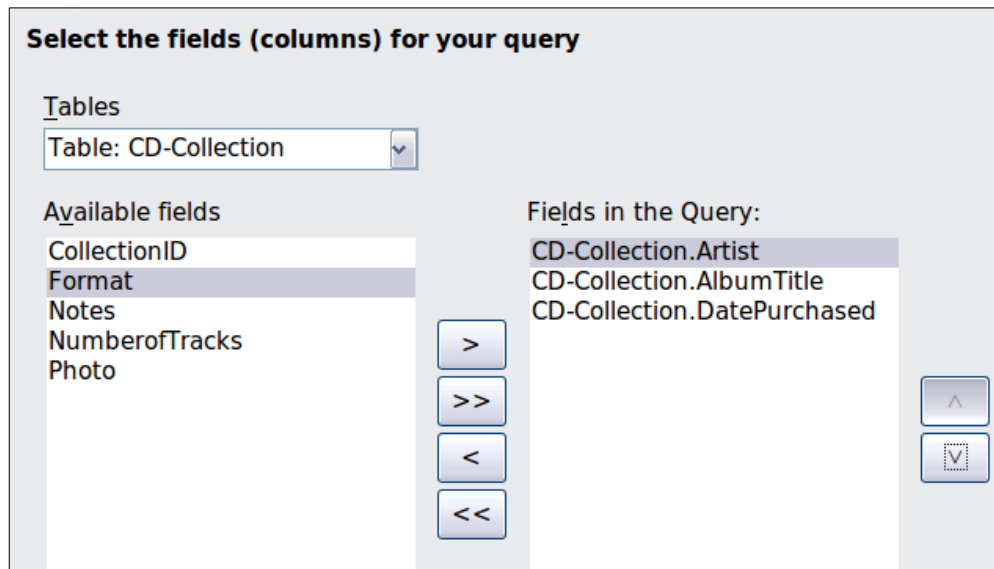 Select the fields (columns) for your query
Tables
Table: CD-Collection
Available fields
CollectionID
Format
Notes
NumberofTracks
Photo
>
>>
<
<<
Fields in the Query:
CD-Collection.Artist
CD-Collection.AlbumTitle
CD-Collection.DatePurchased